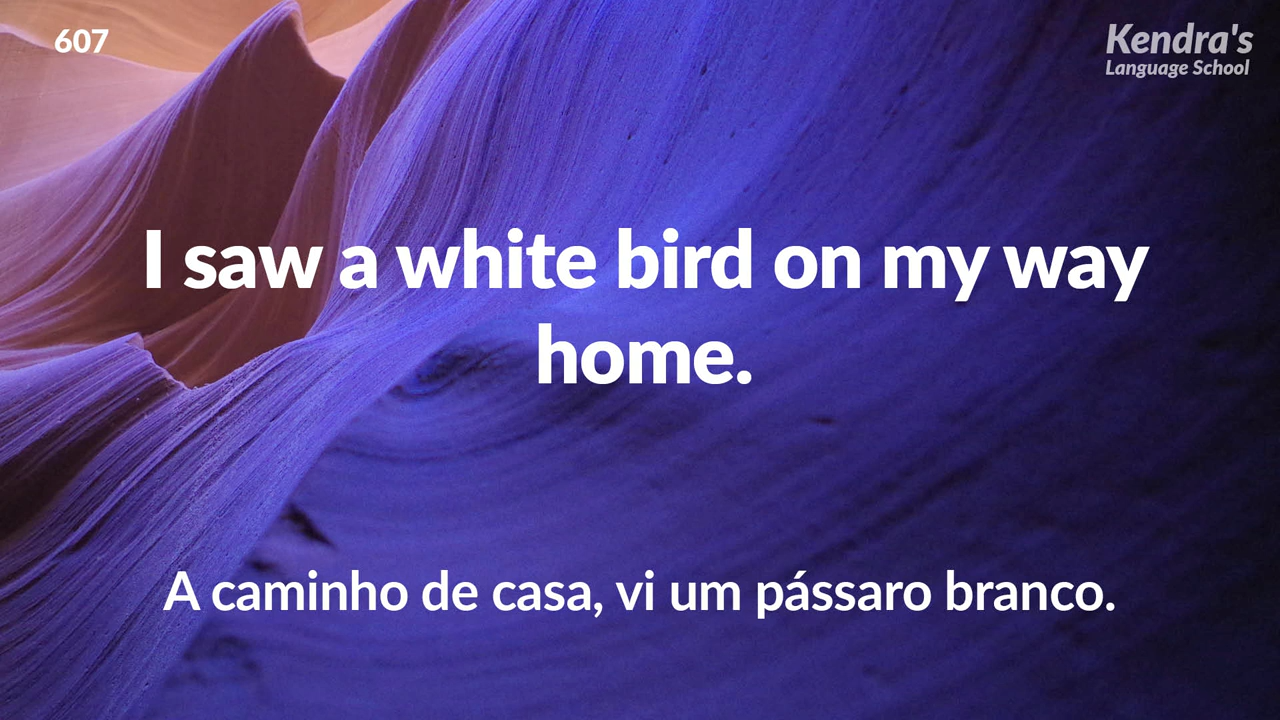 607
Kendra's
Language School
I saw a white bird on my way
home.
A caminho de casa, vi um pássaro branco.